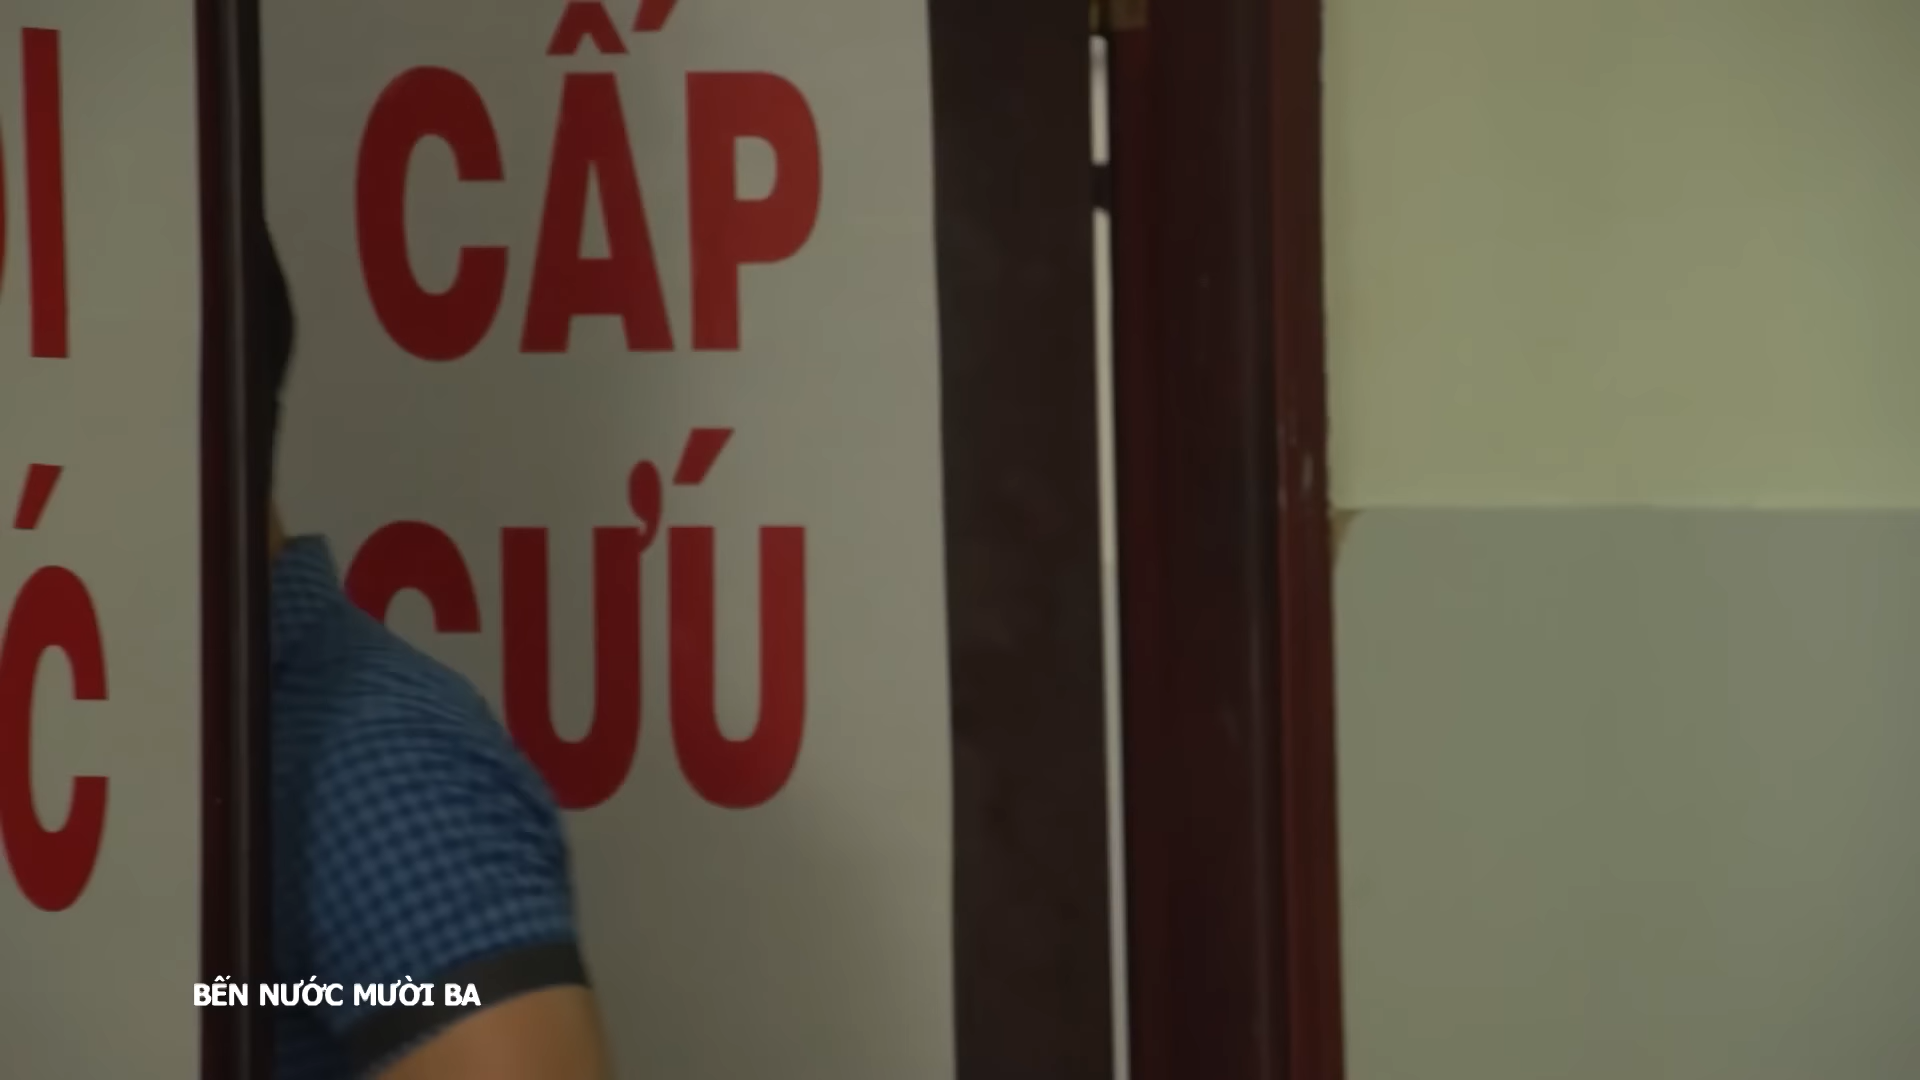 CẤP
CỨU
BẾN NƯỚC MƯỜI BA